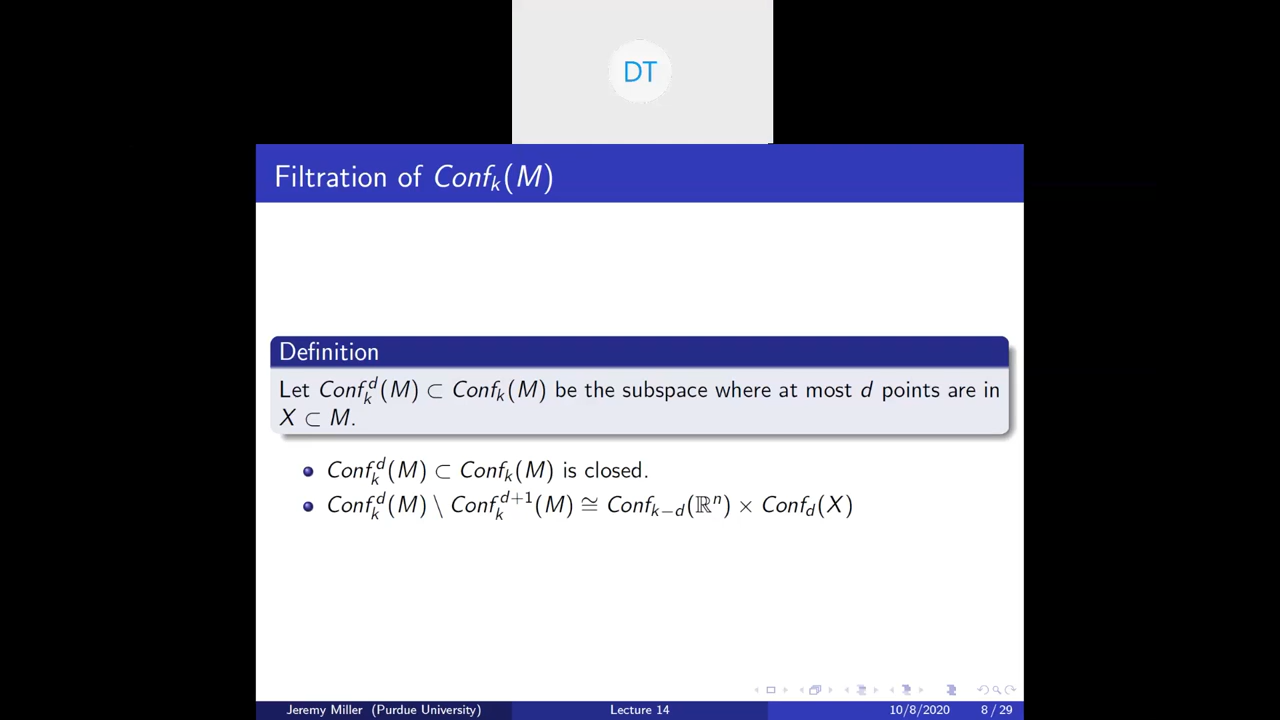 DT
Filtration of Conf_k(M)
Definition
Let Conf_k^d(M) ⊂ Conf_k(M) be the subspace where at most d points are in
X ⊂ M.
Conf_k^d(M) ⊂ Conf_k(M) is closed.
Conf_k^d(M) \ Conf_k^{d+1}(M) ≅ Conf_{k−d}(ℝ^n) × Conf_d(X)
Jeremy Miller (Purdue University) Lecture 14 10/8/2020 8 / 29